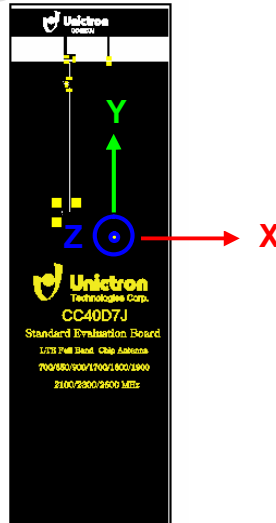 Unictron
Y
Z
X
Unictron
Technologies Corp.
CC40D7J
Standard Evaluation Board
LTE Full Band Chip Antenna
700/850/900/1700/1800/1900
2100/2300/2600 MHz